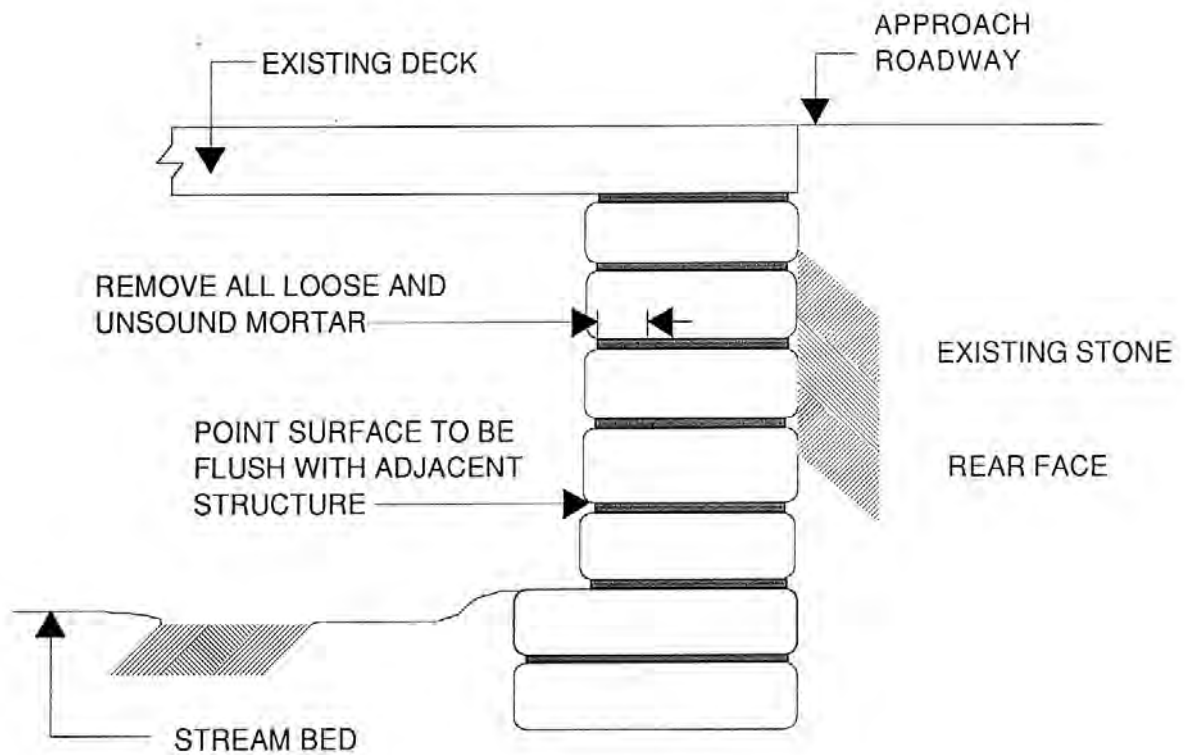 APPROACH
ROADWAY
EXISTING DECK
REMOVE ALL LOOSE AND
UNSOUND MORTAR
EXISTING STONE
POINT SURFACE TO BE
FLUSH WITH ADJACENT
STRUCTURE
REAR FACE
STREAM BED